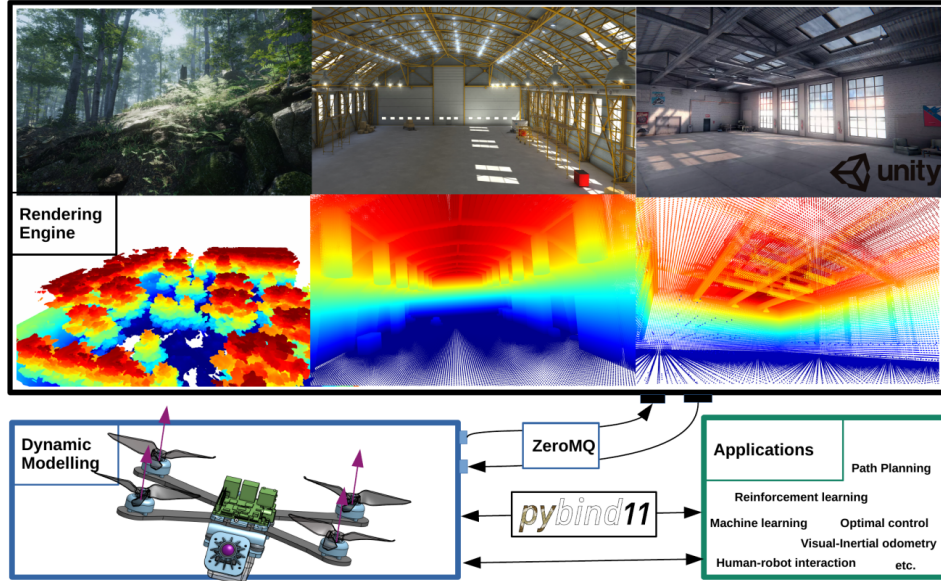 unity
Rendering
Engine
Dynamic
Modelling
ZeroMQ
pybind11
Applications
Path Planning
Reinforcement learning
Machine learning
Optimal control
Visual-Inertial odometry
Human-robot interaction
etc.